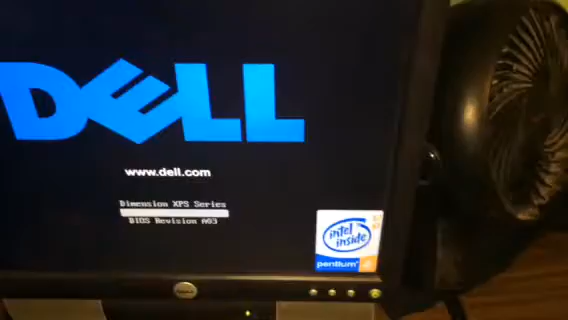 DELL
www.dell.com
Dimension XPS Series
BIOS Revision A03
intel
inside
pentium 4